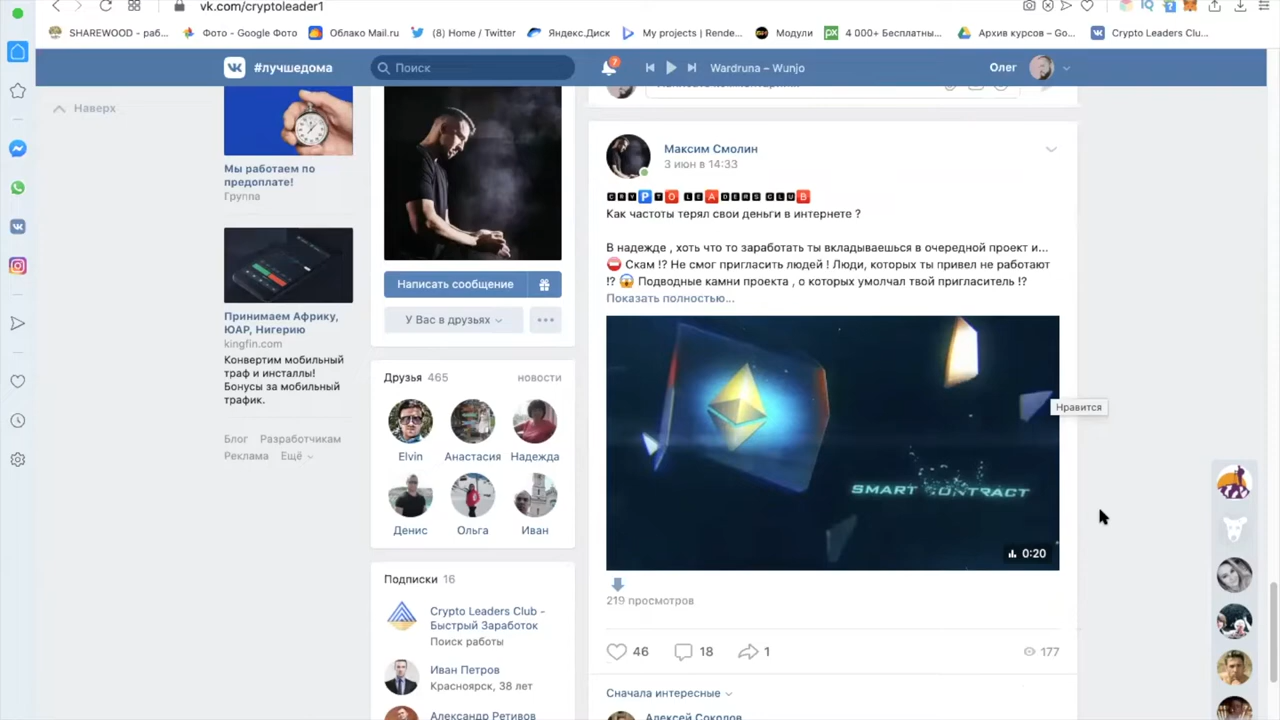 vk.com/cryptoleader1
SHAREWOOD - раб...
Фото - Google Фото
Облако Mail.ru
(8) Home / Twitter
Яндекс.Диск
My projects | Rende...
Модули
4 000+ Бесплатны...
Архив курсов – Go...
Crypto Leaders Clu...
#лучшедома
Поиск
7
Wardruna – Wunjo
Олег
Наверх
Мы работаем по
предоплате!
Группа
Принимаем Африку,
ЮАР, Нигерию
kingfin.com
Конвертим мобильный
траф и инсталлы!
Бонусы за мобильный
трафик.
Блог Разработчикам
Реклама Ещё
Написать сообщение
У Вас в друзьях
Друзья 465
новости
Elvin
Анастасия
Надежда
Денис
Ольга
Иван
Подписки 16
Crypto Leaders Club -
Быстрый Заработок
Поиск работы
Иван Петров
Красноярск, 38 лет
Александр Ретивов
Максим Смолин
3 июн в 14:33
CRYPTO LEADERS CLUB
Как частоты терял свои деньги в интернете ?
В надежде , хоть что то заработать ты вкладываешься в очередной проект и...
Скам !? Не смог пригласить людей ! Люди, которых ты привел не работают
!? Подводные камни проекта , о которых умолчал твой пригласитель !?
Показать полностью...
SMART CONTRACT
0:20
Нравится
219 просмотров
46
18
1
177
Сначала интересные
Алексей Соколов